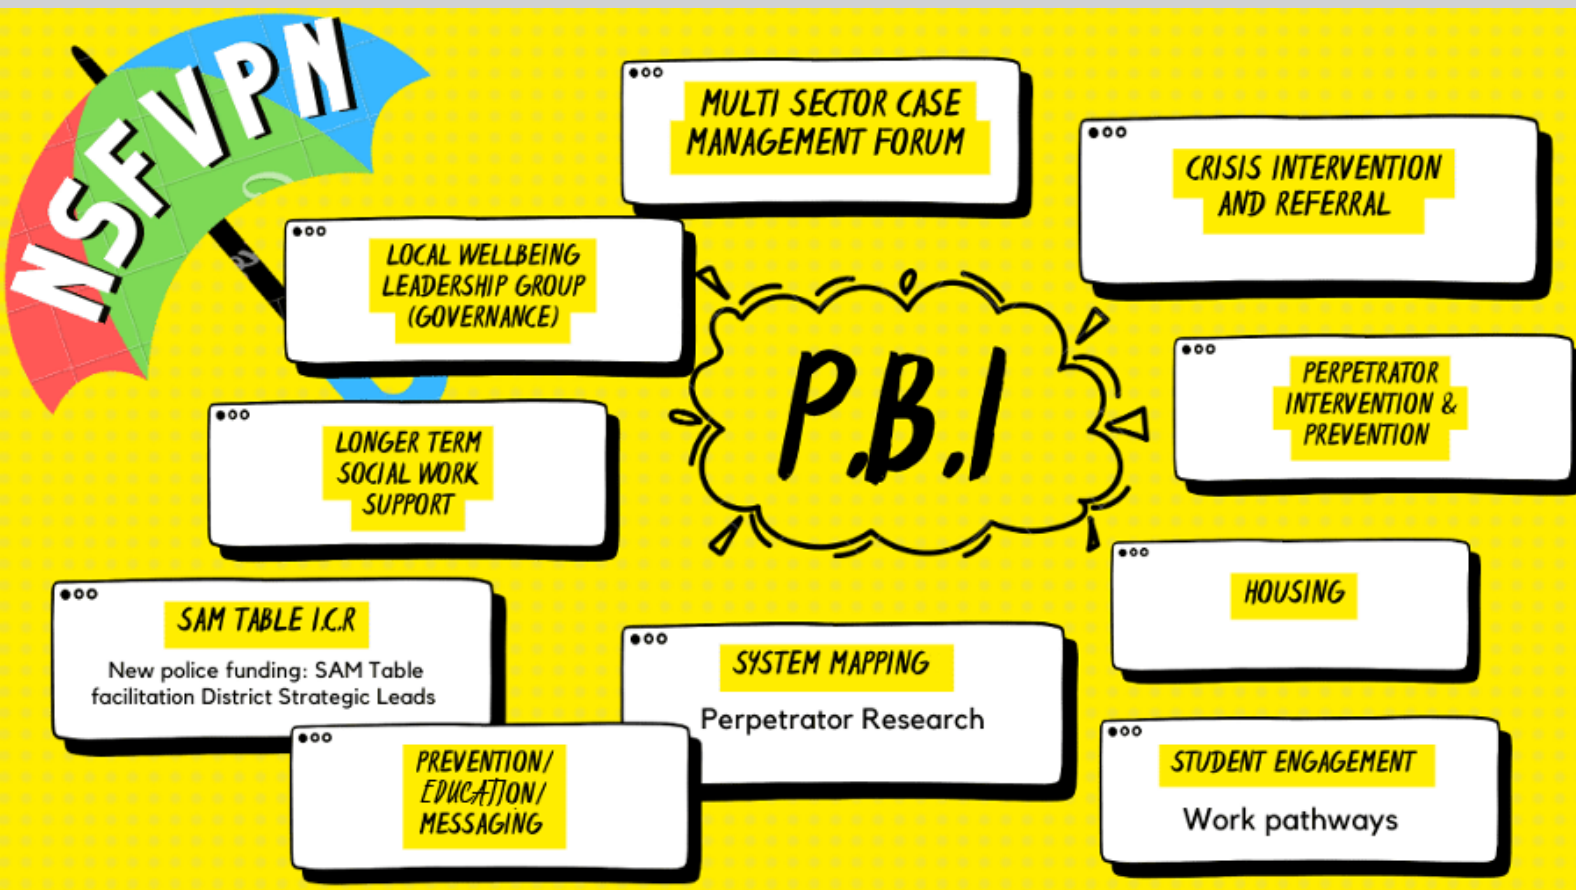 NSFVPN
MULTI SECTOR CASE
MANAGEMENT FORUM
CRISIS INTERVENTION
AND REFERRAL
LOCAL WELLBEING
LEADERSHIP GROUP
(GOVERNANCE)
P.B.I
PERPETRATOR
INTERVENTION &
PREVENTION
LONGER TERM
SOCIAL WORK
SUPPORT
HOUSING
SAM TABLE I.C.R
New police funding: SAM Table
facilitation District Strategic Leads
SYSTEM MAPPING
Perpetrator Research
PREVENTION/
EDUCATION/
MESSAGING
STUDENT ENGAGEMENT
Work pathways